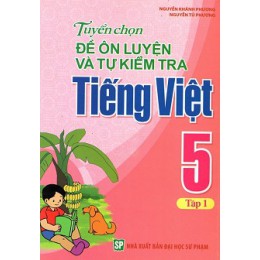 NGUYỄN KHÁNH PHƯƠNG
NGUYỄN TÚ PHƯƠNG
Tuyển chọn
ĐỀ ÔN LUYỆN
VÀ TỰ KIỂM TRA
Tiếng Việt
5
Tập 1
SP NHÀ XUẤT BẢN ĐẠI HỌC SƯ PHẠM